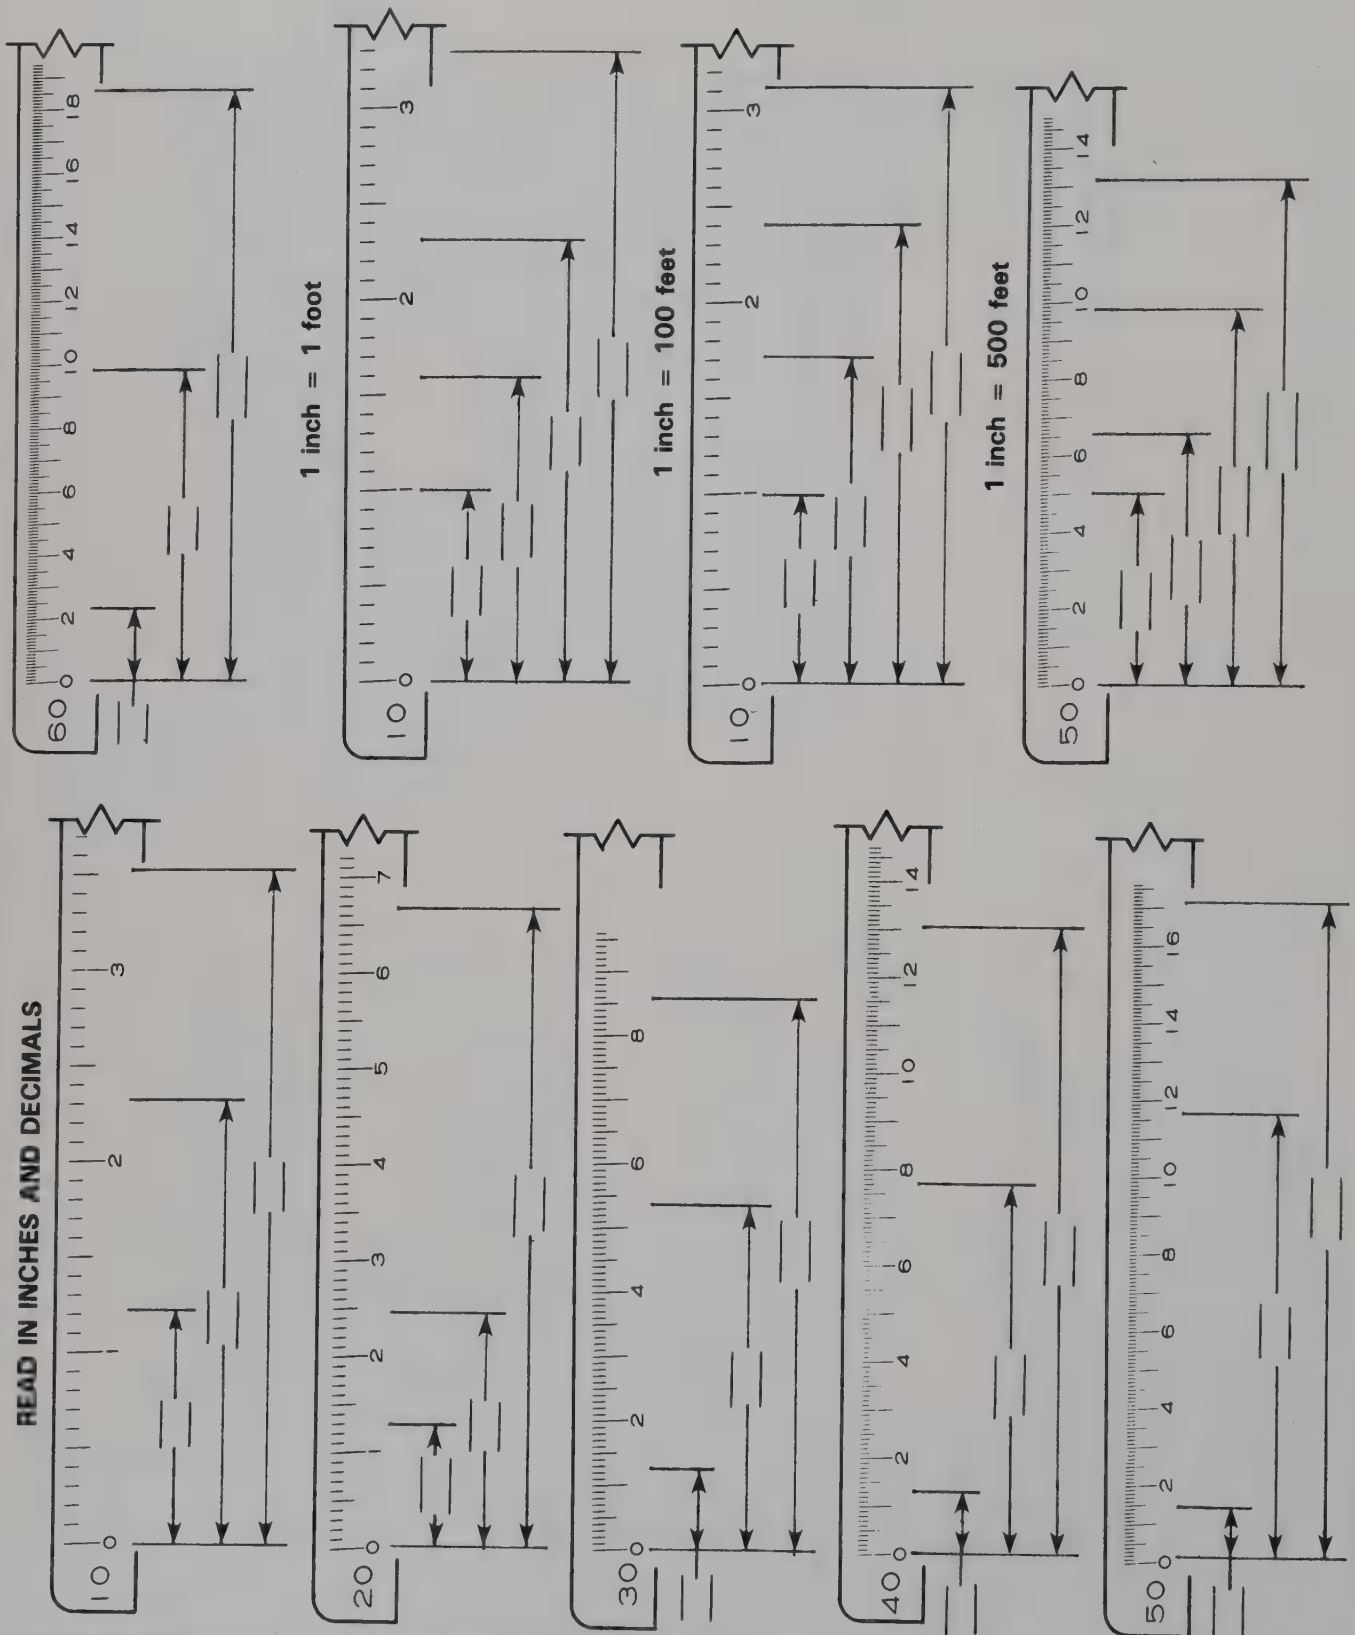 READ IN INCHES AND DECIMALS
0 1 2 3
10
0 1 2 3 4 5 6 7
20
0 2 4 6 8
30
0 2 4 6 8 10 12 14
40
0 2 4 6 8 10 12 14 16
50
0 2 4 6 8 10 12 14 16 18
60
1 inch = 1 foot
0 1 2 3
10
1 inch = 100 feet
0 1 2 3
10
1 inch = 500 feet
0 2 4 6 8 10 12 14
50